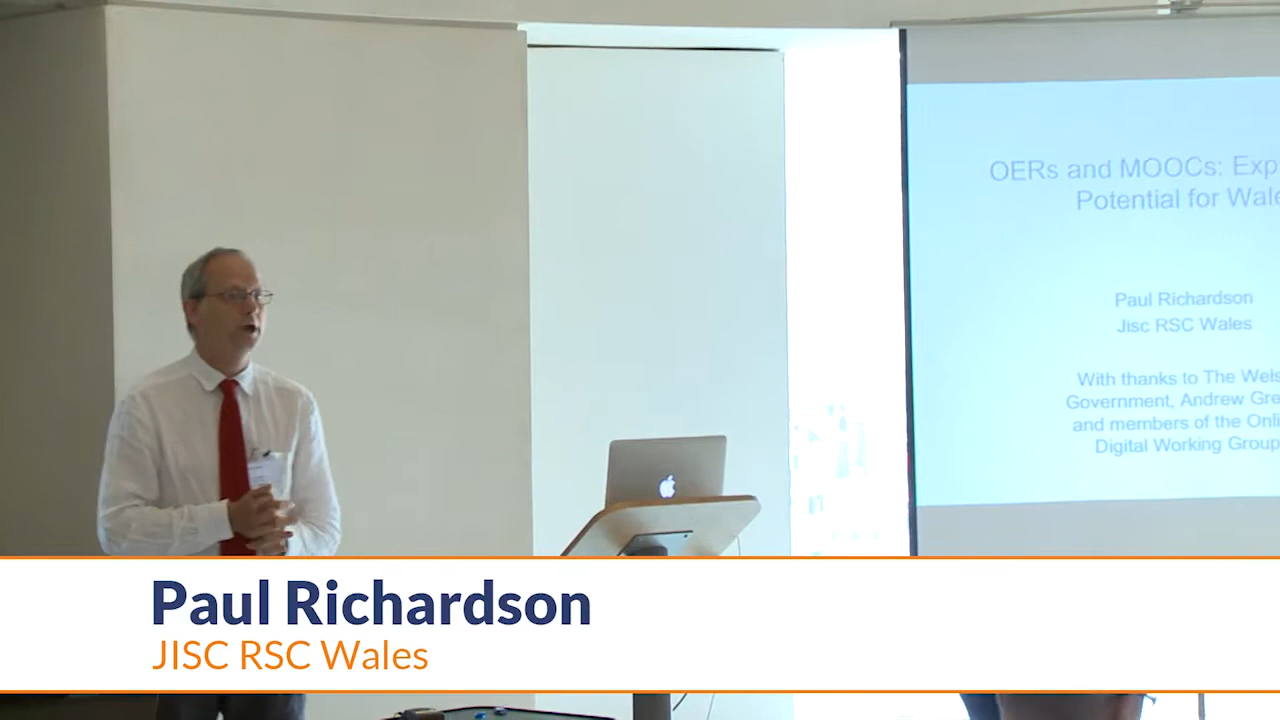 OERs and MOOCs: Exp
Potential for Wale
Paul Richardson
Jisc RSC Wales
With thanks to The Wels
Government, Andrew Gre
and members of the Onli
Digital Working Group
Paul Richardson
JISC RSC Wales